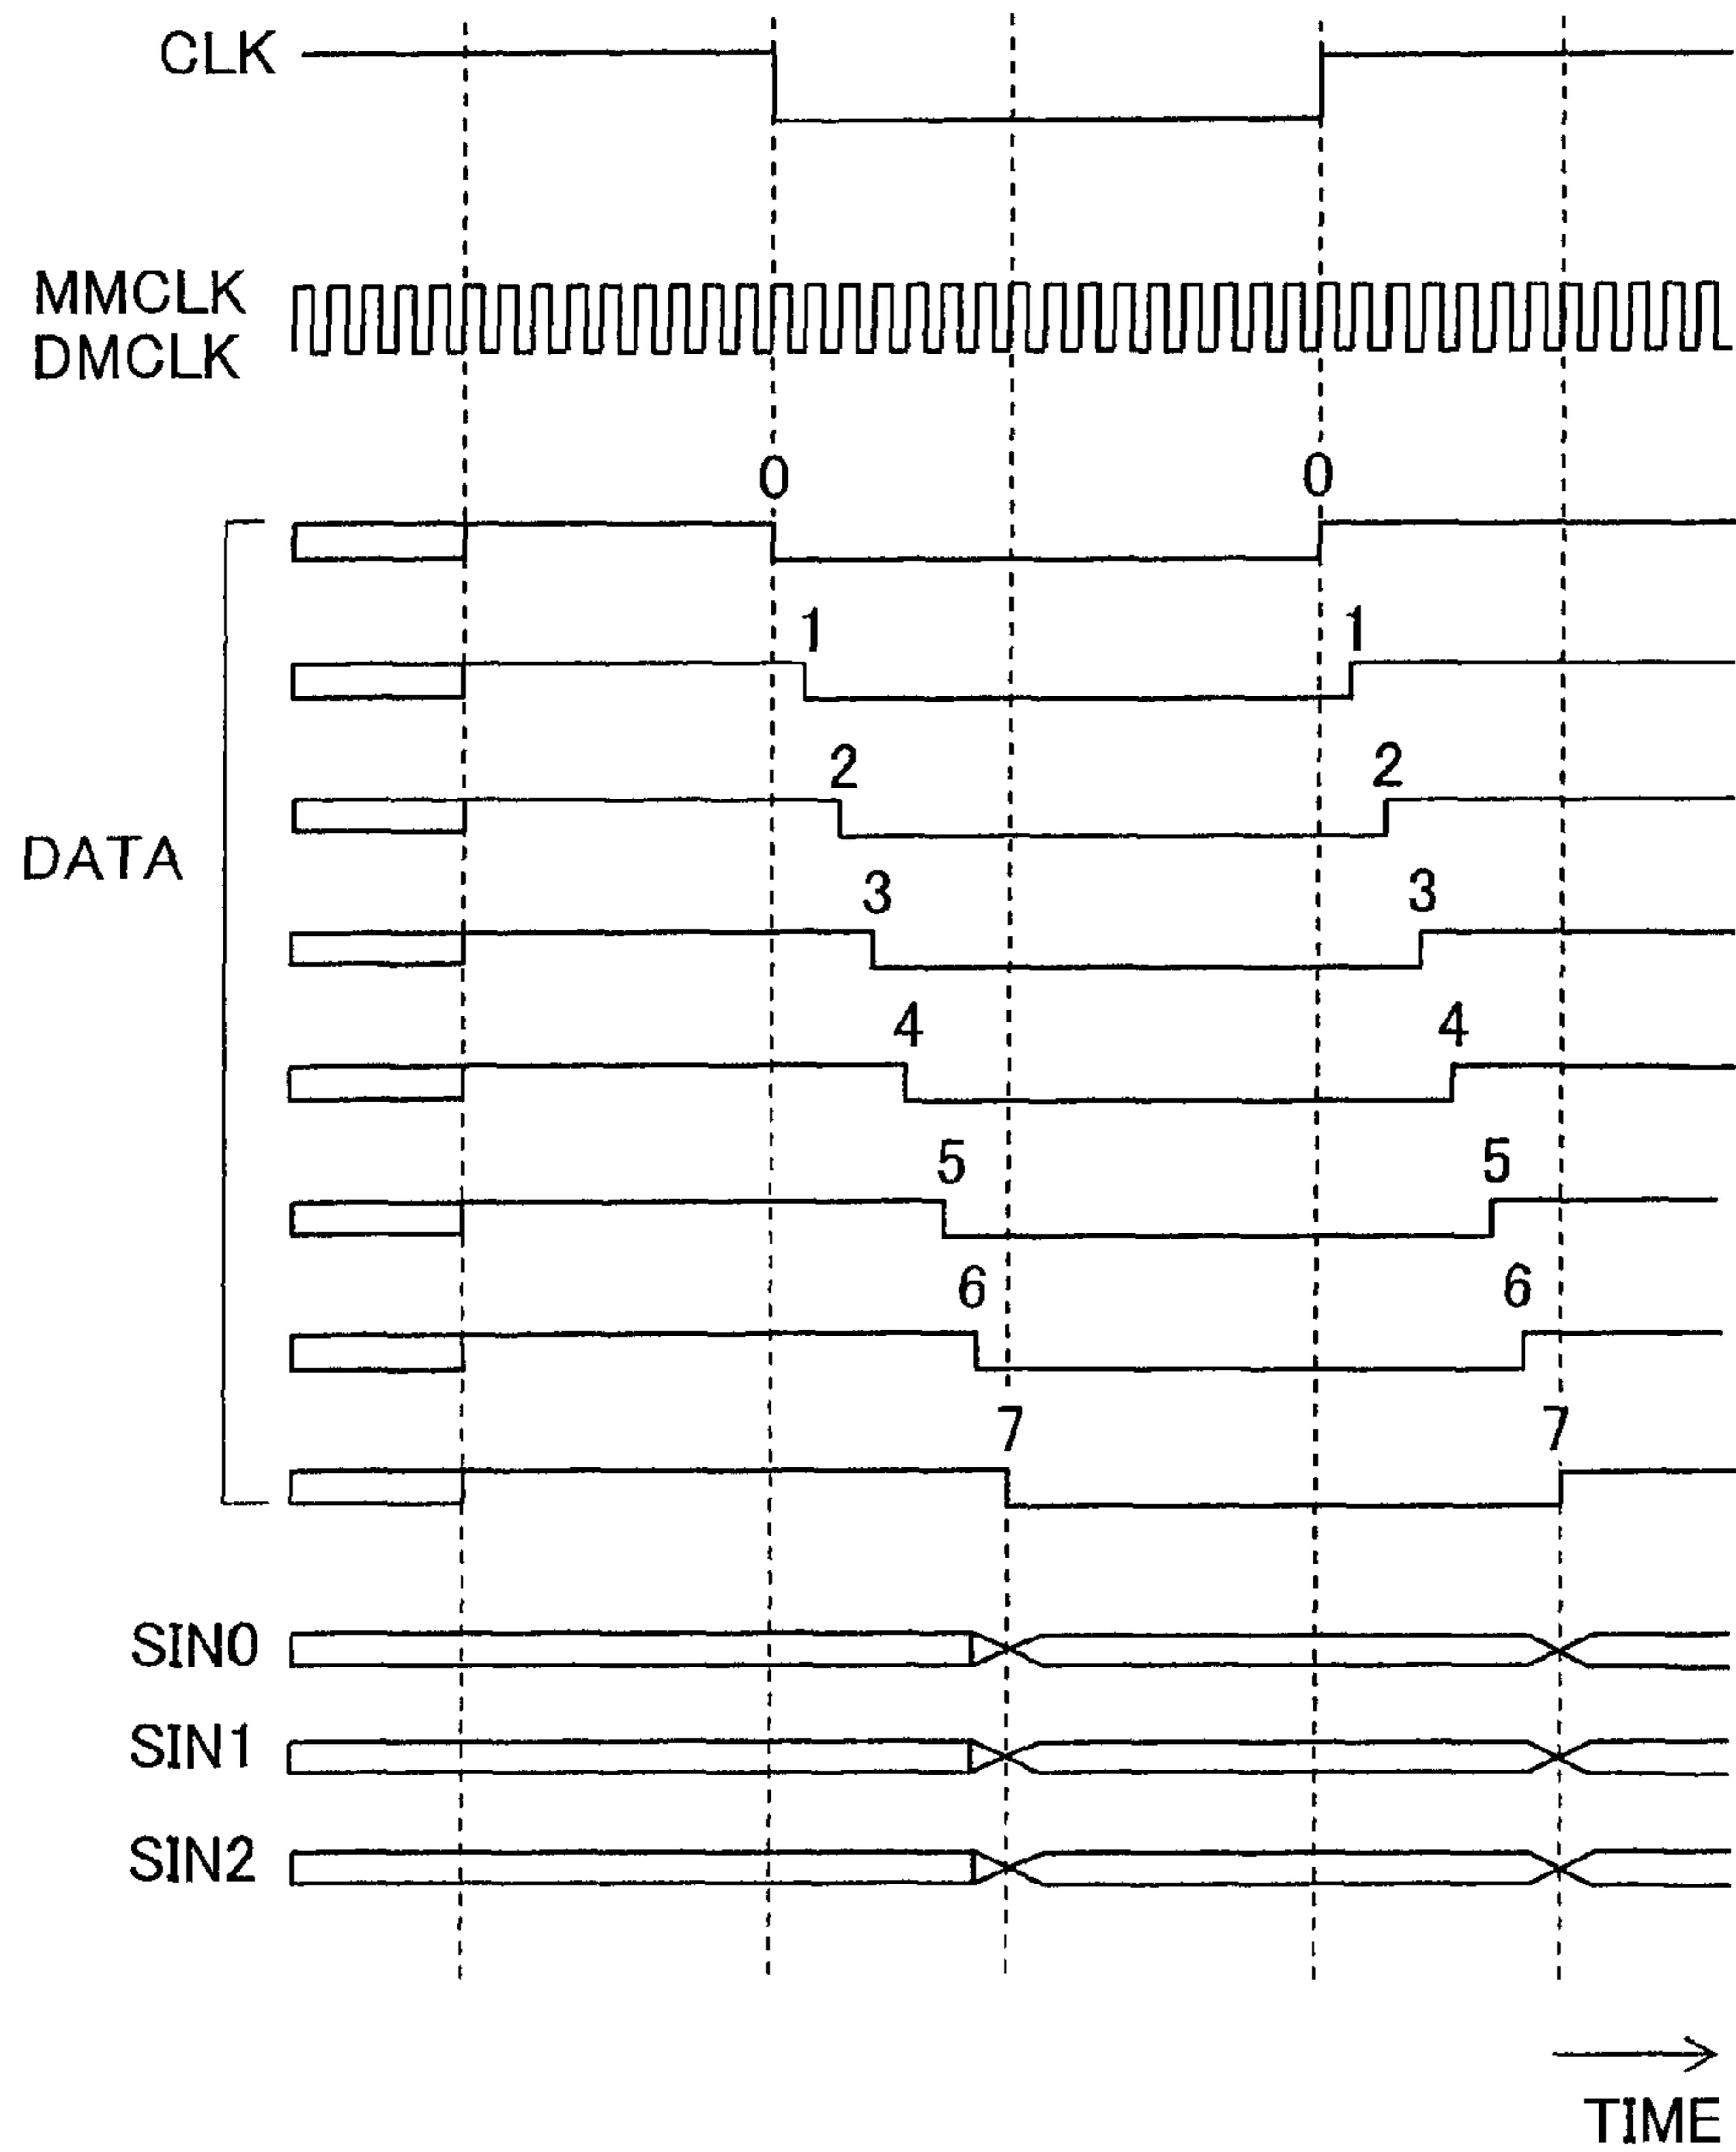 CLK
MMCLK
DMCLK
0 0
1 1
2 2
DATA
3 3
4 4
5 5
6 6
7 7
SIN0
SIN1
SIN2
TIME